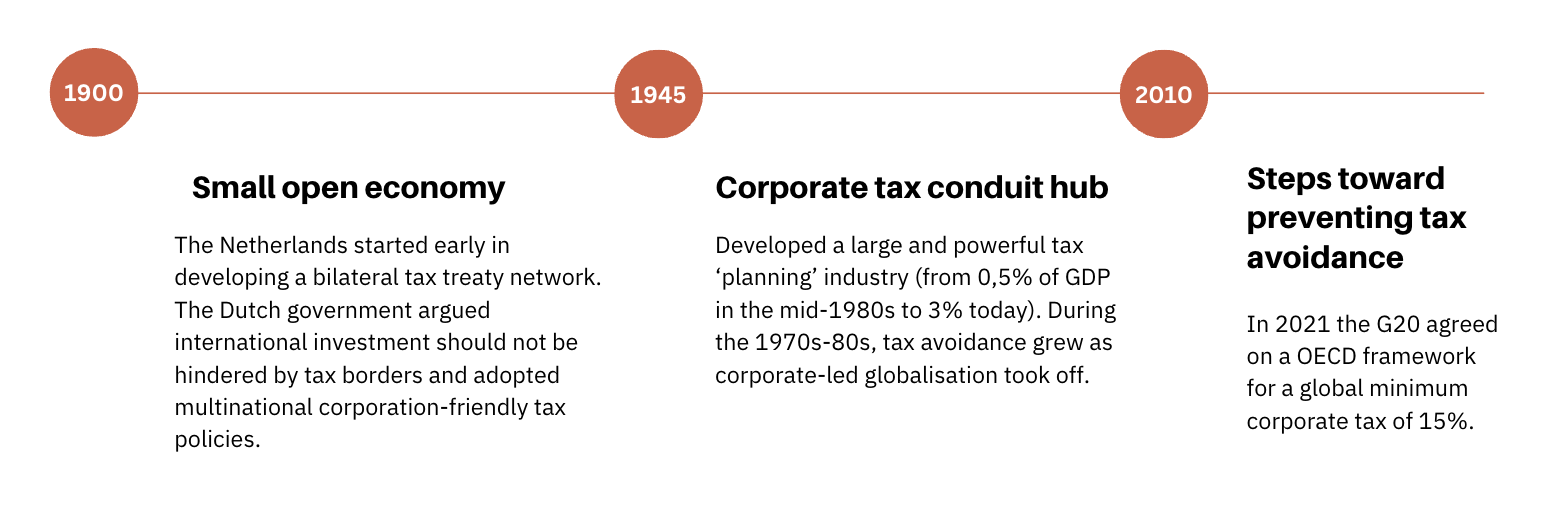 1900
1945
2010
Small open economy
The Netherlands started early in
developing a bilateral tax treaty network.
The Dutch government argued
international investment should not be
hindered by tax borders and adopted
multinational corporation-friendly tax
policies.
Corporate tax conduit hub
Developed a large and powerful tax
‘planning’ industry (from 0,5% of GDP
in the mid-1980s to 3% today). During
the 1970s-80s, tax avoidance grew as
corporate-led globalisation took off.
Steps toward
preventing tax
avoidance
In 2021 the G20 agreed
on a OECD framework
for a global minimum
corporate tax of 15%.